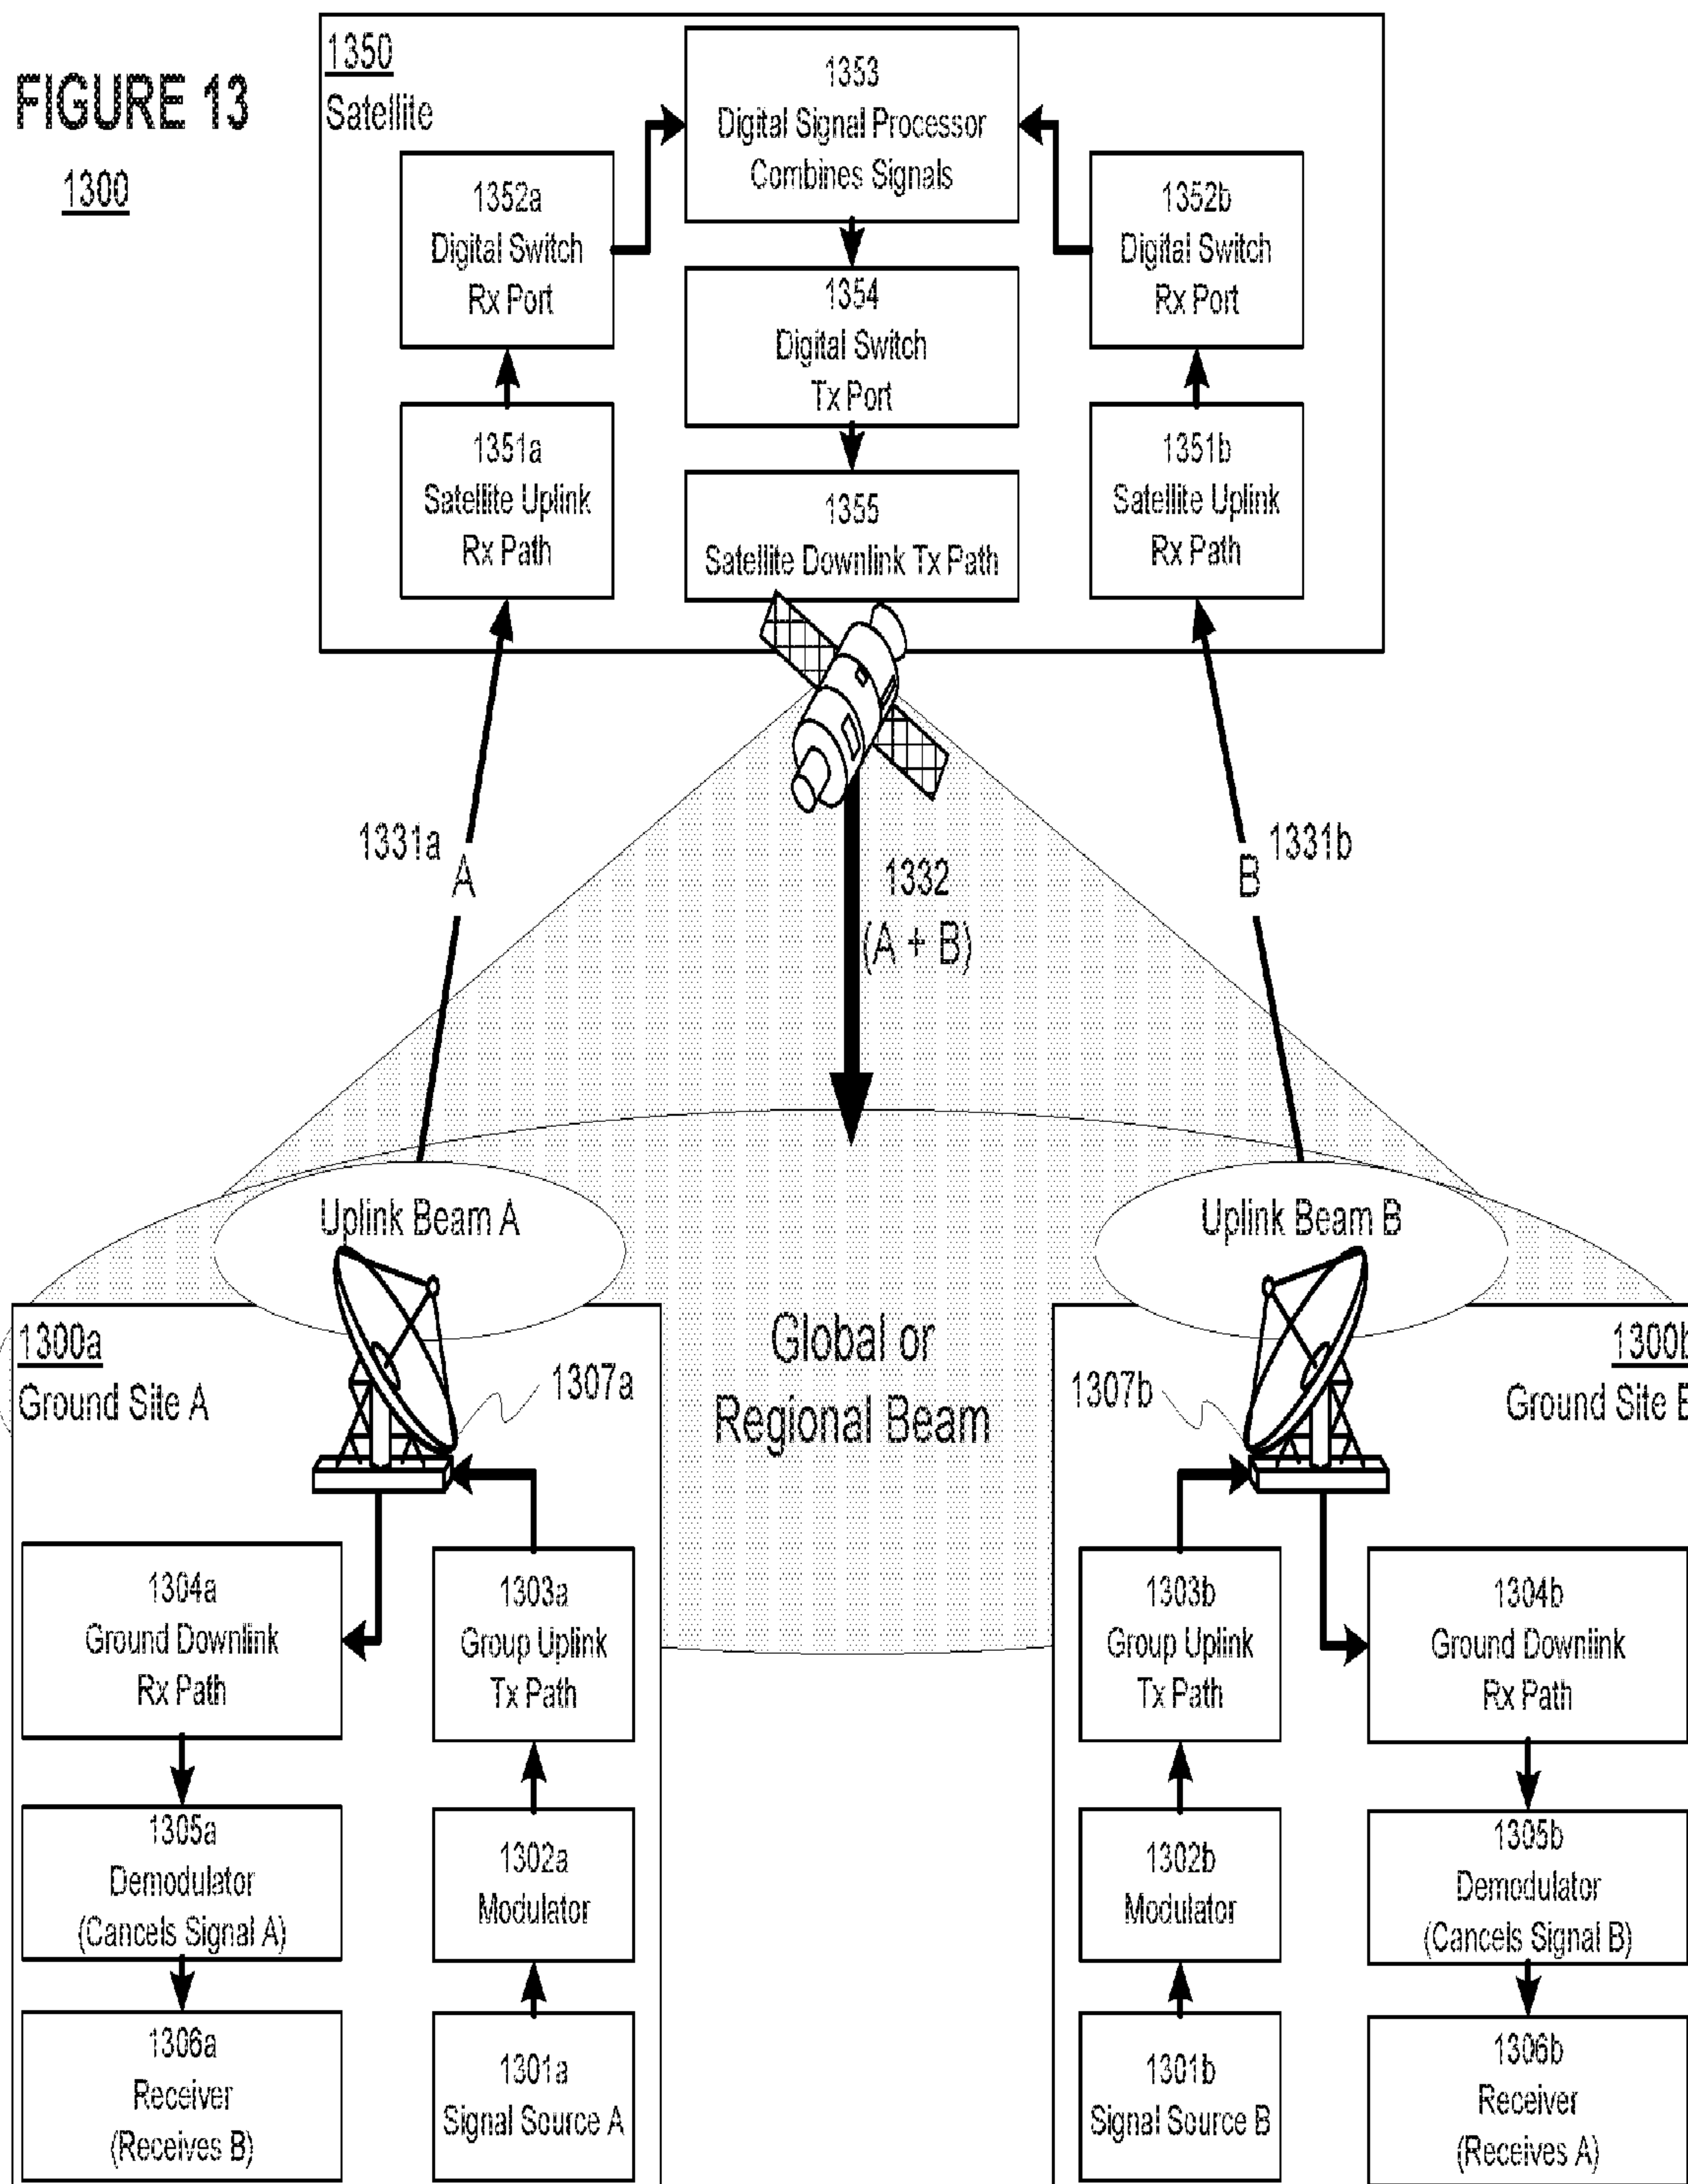 FIGURE 13
1300
1350
Satellite
1353
Digital Signal Processor
Combines Signals
1352a
Digital Switch
Rx Port
1352b
Digital Switch
Rx Port
1354
Digital Switch
Tx Port
1351a
Satellite Uplink
Rx Path
1351b
Satellite Uplink
Rx Path
1355
Satellite Downlink Tx Path
1331a
A
1332
(A + B)
B
1331b
Uplink Beam A
Uplink Beam B
Global or
Regional Beam
1300a
Ground Site A
1307a
1307b
1300b
Ground Site B
1304a
Ground Downlink
Rx Path
1303a
Group Uplink
Tx Path
1303b
Group Uplink
Tx Path
1304b
Ground Downlink
Rx Path
1305a
Demodulator
(Cancels Signal A)
1302a
Modulator
1302b
Modulator
1305b
Demodulator
(Cancels Signal B)
1306a
Receiver
(Receives B)
1301a
Signal Source A
1301b
Signal Source B
1306b
Receiver
(Receives A)